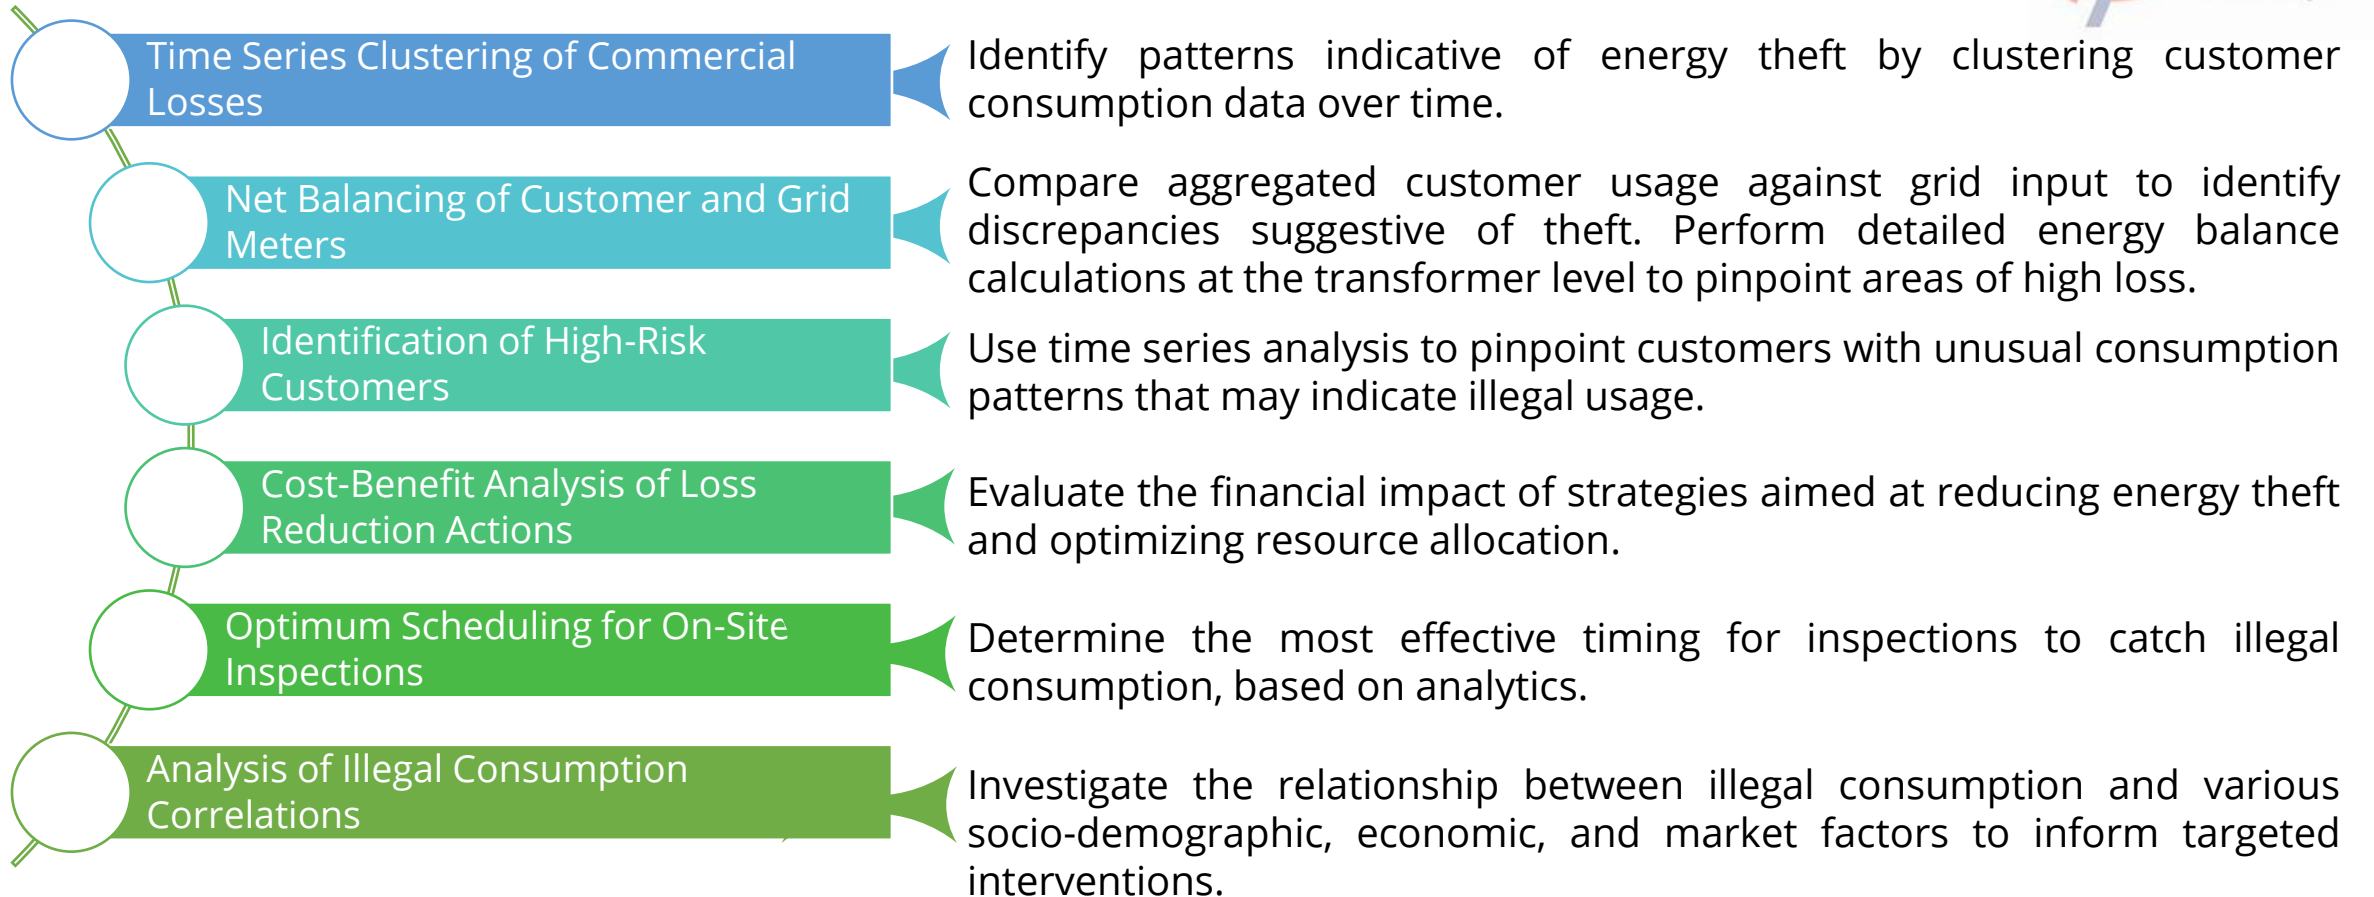 Time Series Clustering of Commercial
Losses
Identify patterns indicative of energy theft by clustering customer
consumption data over time.
Net Balancing of Customer and Grid
Meters
Compare aggregated customer usage against grid input to identify
discrepancies suggestive of theft. Perform detailed energy balance
calculations at the transformer level to pinpoint areas of high loss.
Identification of High-Risk
Customers
Use time series analysis to pinpoint customers with unusual consumption
patterns that may indicate illegal usage.
Cost-Benefit Analysis of Loss
Reduction Actions
Evaluate the financial impact of strategies aimed at reducing energy theft
and optimizing resource allocation.
Optimum Scheduling for On-Site
Inspections
Determine the most effective timing for inspections to catch illegal
consumption, based on analytics.
Analysis of Illegal Consumption
Correlations
Investigate the relationship between illegal consumption and various
socio-demographic, economic, and market factors to inform targeted
interventions.